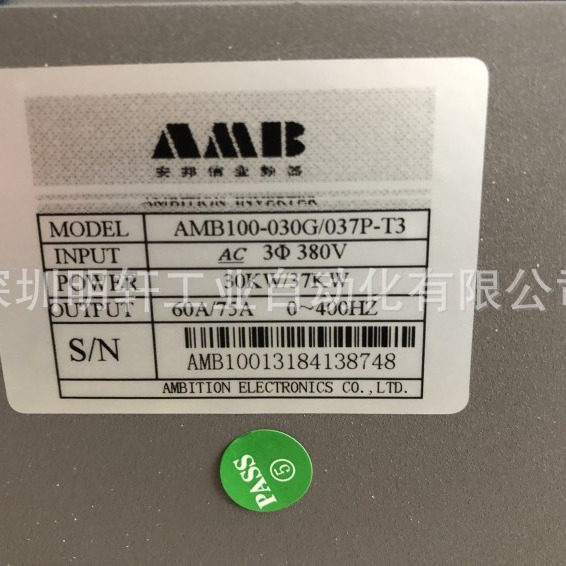 AMB
安邦信变频器
AMBITION INVERTER
MODEL AMB100-030G/037P-T3
INPUT AC 3Φ 380V
POWER 30KW/37KW
深圳明轩工业自动化有限公司
OUTPUT 60A/75A 0~400HZ
S/N
AMB10013184138748
AMBITION ELECTRONICS CO.,LTD.
PASS 5